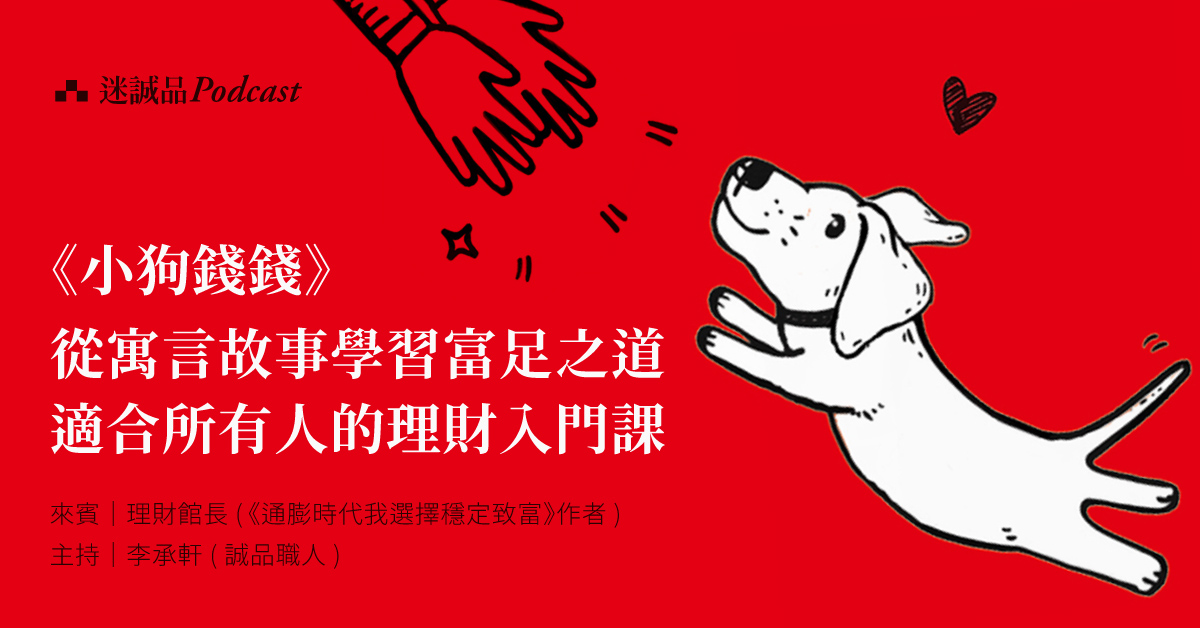 迷誠品Podcast
《小狗錢錢》
從寓言故事學習富足之道
適合所有人的理財入門課
來賓｜理財館長 (《通膨時代我選擇穩定致富》作者 )
主持｜李承軒 ( 誠品職人 )